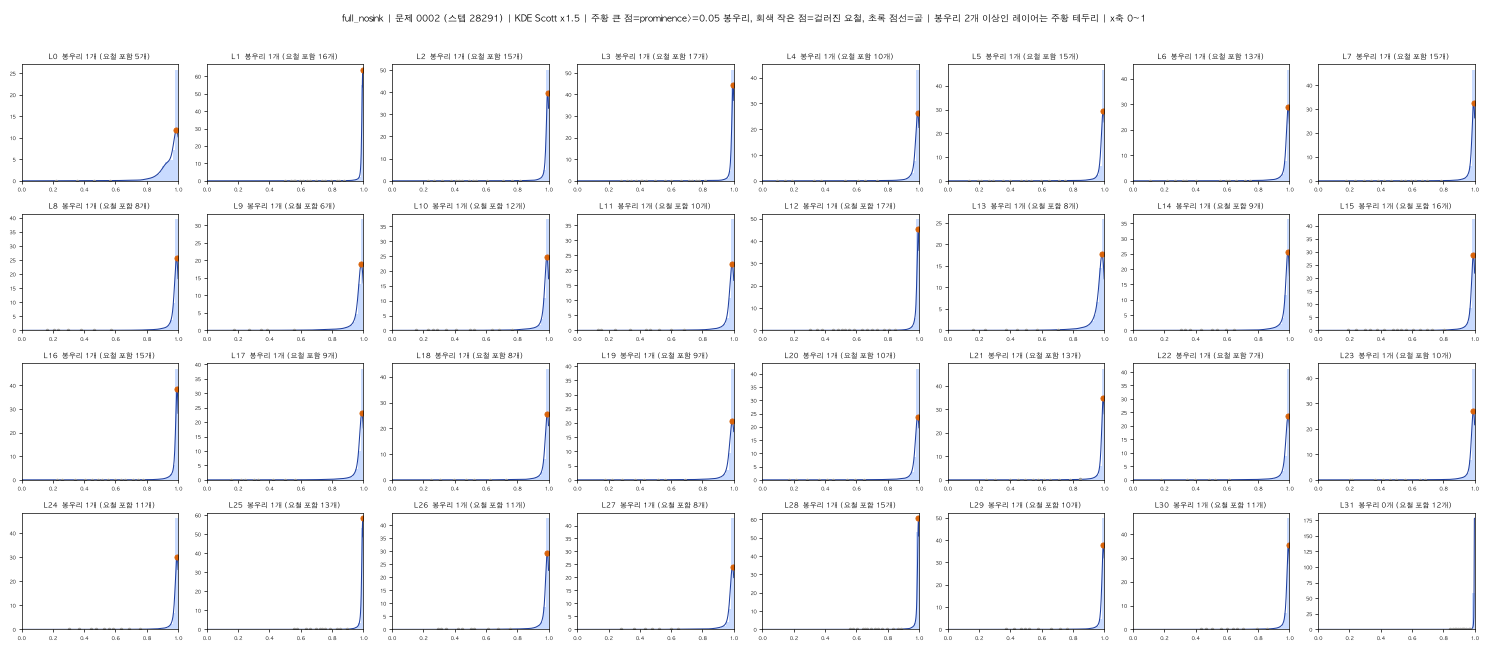 full_nosink | 문제 0002 (스텝 28291) | KDE Scott x1.5 | 주황 큰 점=prominence>=0.05 봉우리, 회색 작은 점=걸러진 요철, 초록 점선=골 | 봉우리 2개 이상인 레이어는 주황 테두리 | x축 0~1
L0 봉우리 1개 (요철 포함 5개) L1 봉우리 1개 (요철 포함 16개) L2 봉우리 1개 (요철 포함 15개) L3 봉우리 1개 (요철 포함 17개) L4 봉우리 1개 (요철 포함 10개) L5 봉우리 1개 (요철 포함 15개) L6 봉우리 1개 (요철 포함 13개) L7 봉우리 1개 (요철 포함 15개)
L8 봉우리 1개 (요철 포함 8개) L9 봉우리 1개 (요철 포함 6개) L10 봉우리 1개 (요철 포함 12개) L11 봉우리 1개 (요철 포함 10개) L12 봉우리 1개 (요철 포함 17개) L13 봉우리 1개 (요철 포함 8개) L14 봉우리 1개 (요철 포함 9개) L15 봉우리 1개 (요철 포함 16개)
L16 봉우리 1개 (요철 포함 15개) L17 봉우리 1개 (요철 포함 9개) L18 봉우리 1개 (요철 포함 8개) L19 봉우리 1개 (요철 포함 9개) L20 봉우리 1개 (요철 포함 10개) L21 봉우리 1개 (요철 포함 13개) L22 봉우리 1개 (요철 포함 7개) L23 봉우리 1개 (요철 포함 10개)
L24 봉우리 1개 (요철 포함 11개) L25 봉우리 1개 (요철 포함 13개) L26 봉우리 1개 (요철 포함 11개) L27 봉우리 1개 (요철 포함 8개) L28 봉우리 1개 (요철 포함 15개) L29 봉우리 1개 (요철 포함 10개) L30 봉우리 1개 (요철 포함 11개) L31 봉우리 0개 (요철 포함 12개)